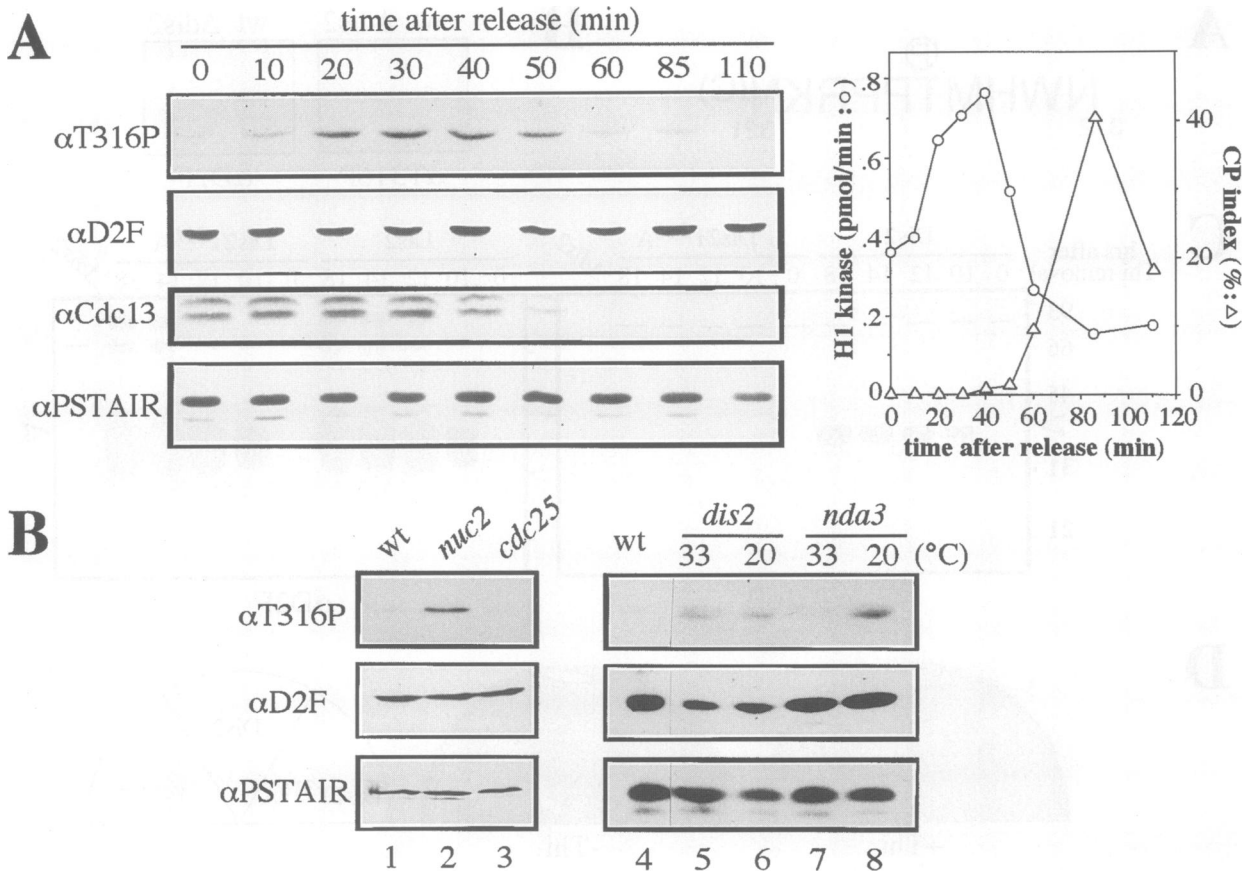 A
time after release (min)
0 10 20 30 40 50 60 85 110
αT316P
αD2F
αCdc13
αPSTAIR
H1 kinase (pmol/min :○)
.8
.6
.4
.2
0
40
20
0
CP index (%:△)
0 20 40 60 80 100 120
time after release (min)
B
wt nuc2 cdc25
αT316P
αD2F
αPSTAIR
1 2 3
wt dis2 nda3
33 20 33 20 (°C)
4 5 6 7 8